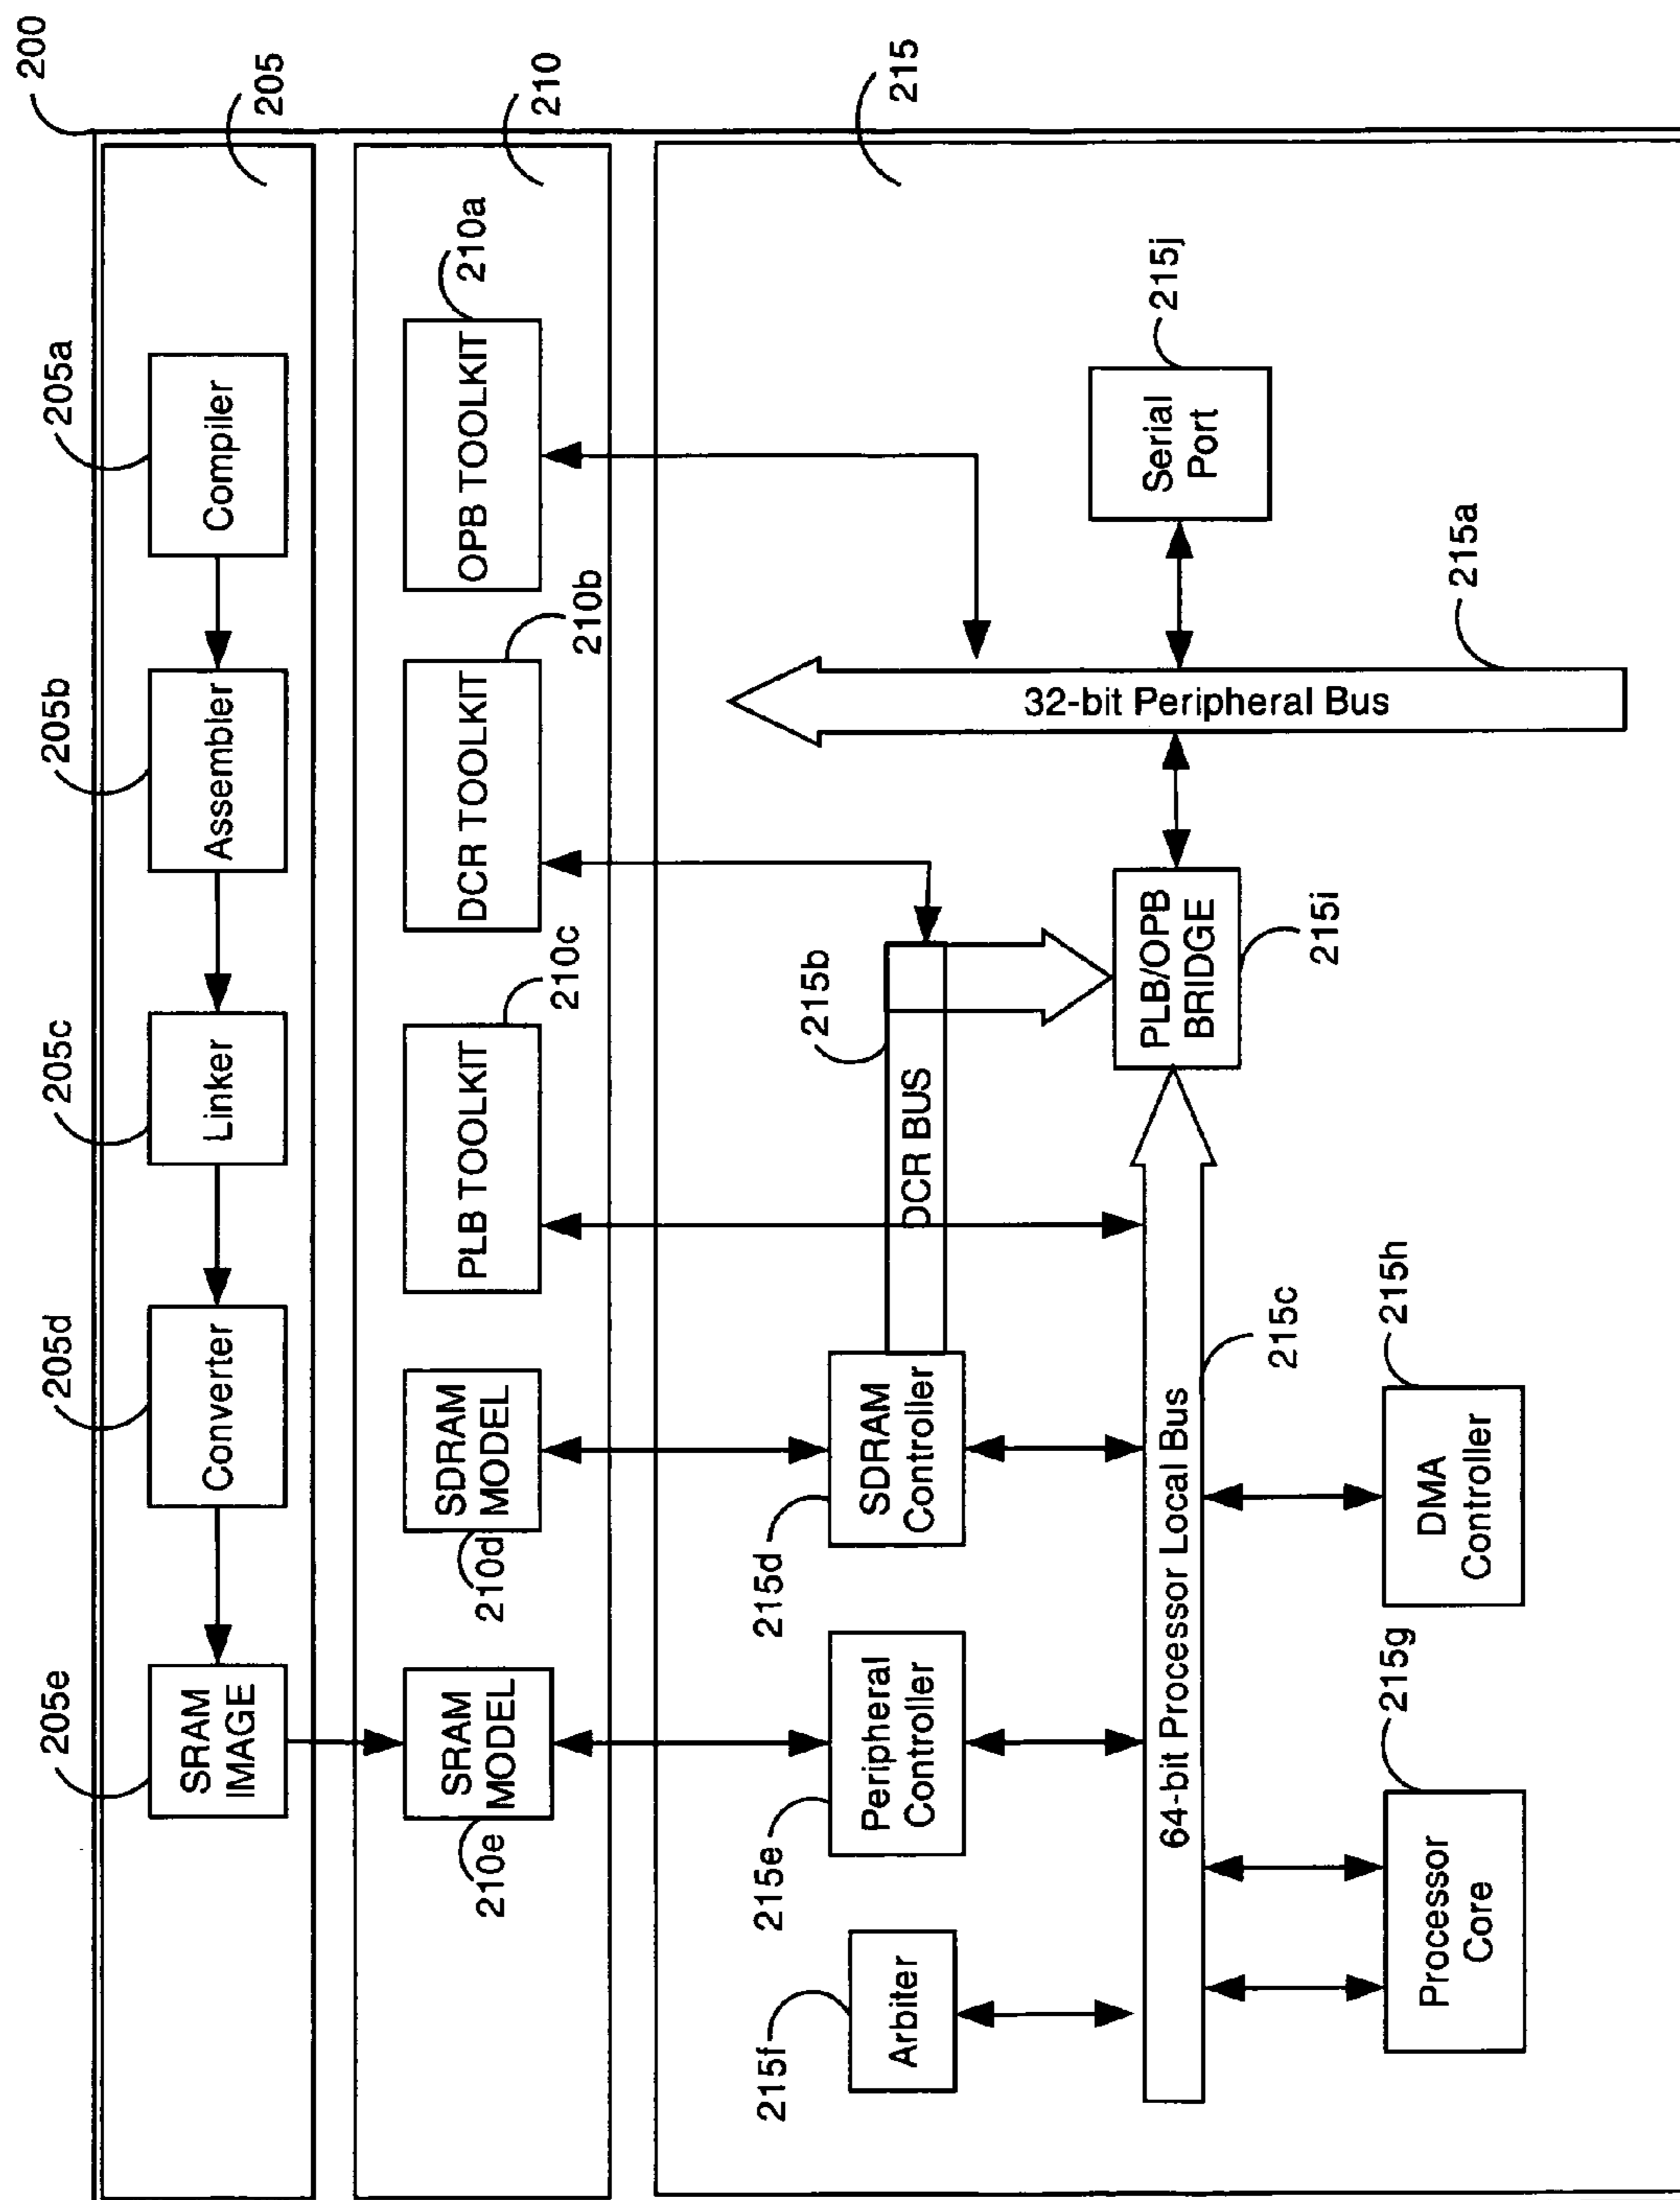 200
205
205a
Compiler
205b
Assembler
205c
Linker
205d
Converter
205e
SRAM
IMAGE
210
210a
OPB TOOLKIT
210b
DCR TOOLKIT
210c
PLB TOOLKIT
SDRAM
MODEL
210d
SRAM
MODEL
210e
215
215j
Serial
Port
215a
32-bit Peripheral Bus
215b
DCR BUS
PLB/OPB
BRIDGE
215i
215d
SDRAM
Controller
215e
Peripheral
Controller
215f
Arbiter
64-bit Processor Local Bus
215c
215h
DMA
Controller
215g
Processor
Core